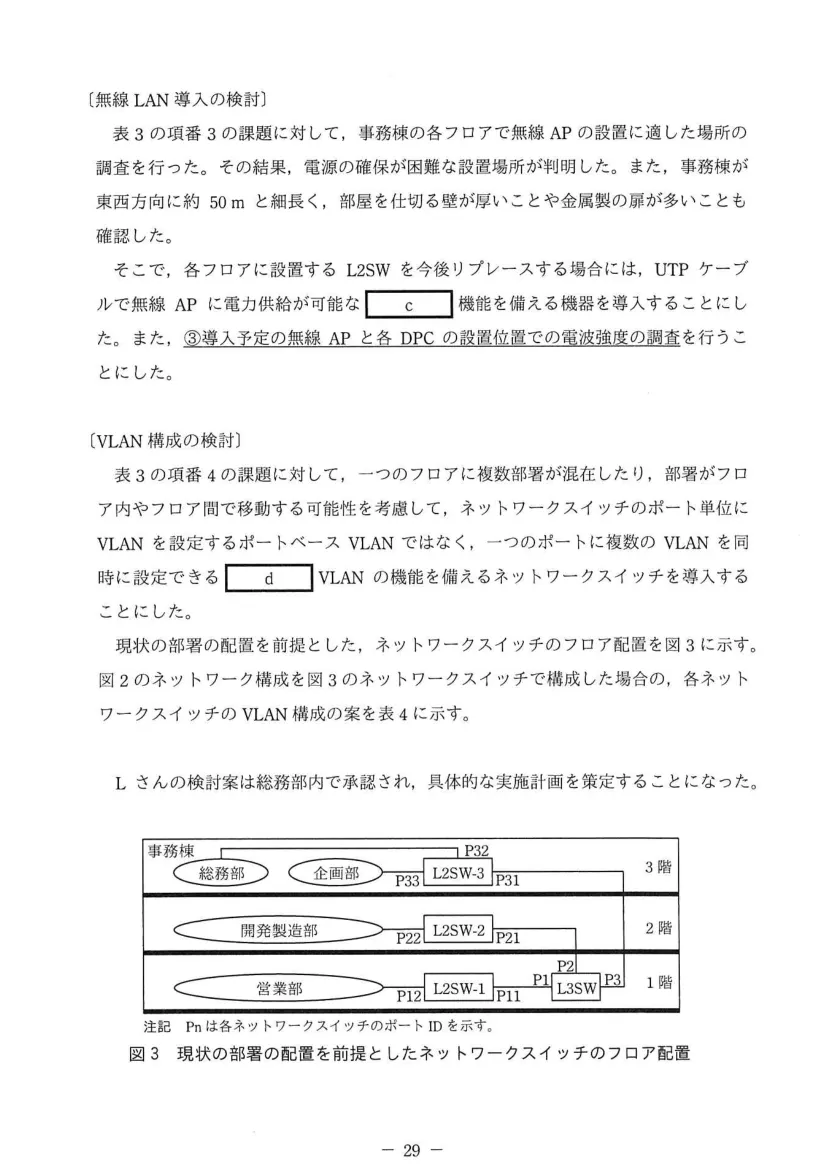 〔無線 LAN 導入の検討〕
表 3 の項番 3 の課題に対して，事務棟の各フロアで無線 AP の設置に適した場所の
調査を行った。その結果，電源の確保が困難な設置場所が判明した。また，事務棟が
東西方向に約 50 m と細長く，部屋を仕切る壁が厚いことや金属製の扉が多いことも
確認した。
そこで，各フロアに設置する L2SW を今後リプレースする場合には，UTP ケーブ
ルで無線 AP に電力供給が可能な c 機能を備える機器を導入することにし
た。また，③導入予定の無線 AP と各 DPC の設置位置での電波強度の調査を行うこ
とにした。
〔VLAN 構成の検討〕
表 3 の項番 4 の課題に対して，一つのフロアに複数部署が混在したり，部署がフロ
ア内やフロア間で移動する可能性を考慮して，ネットワークスイッチのポート単位に
VLAN を設定するポートベース VLAN ではなく，一つのポートに複数の VLAN を同
時に設定できる d VLAN の機能を備えるネットワークスイッチを導入する
ことにした。
現状の部署の配置を前提とした，ネットワークスイッチのフロア配置を図 3 に示す。
図 2 のネットワーク構成を図 3 のネットワークスイッチで構成した場合の，各ネット
ワークスイッチの VLAN 構成の案を表 4 に示す。
L さんの検討案は総務部内で承認され，具体的な実施計画を策定することになった。
事務棟 P32
総務部 企画部 P33 L2SW-3 P31 3 階
開発製造部 P22 L2SW-2 P21 2 階
営業部 P12 L2SW-1 P11 P1 P2 L3SW P3 1 階
注記 Pn は各ネットワークスイッチのポート ID を示す。
図 3 現状の部署の配置を前提としたネットワークスイッチのフロア配置
－ 29 －